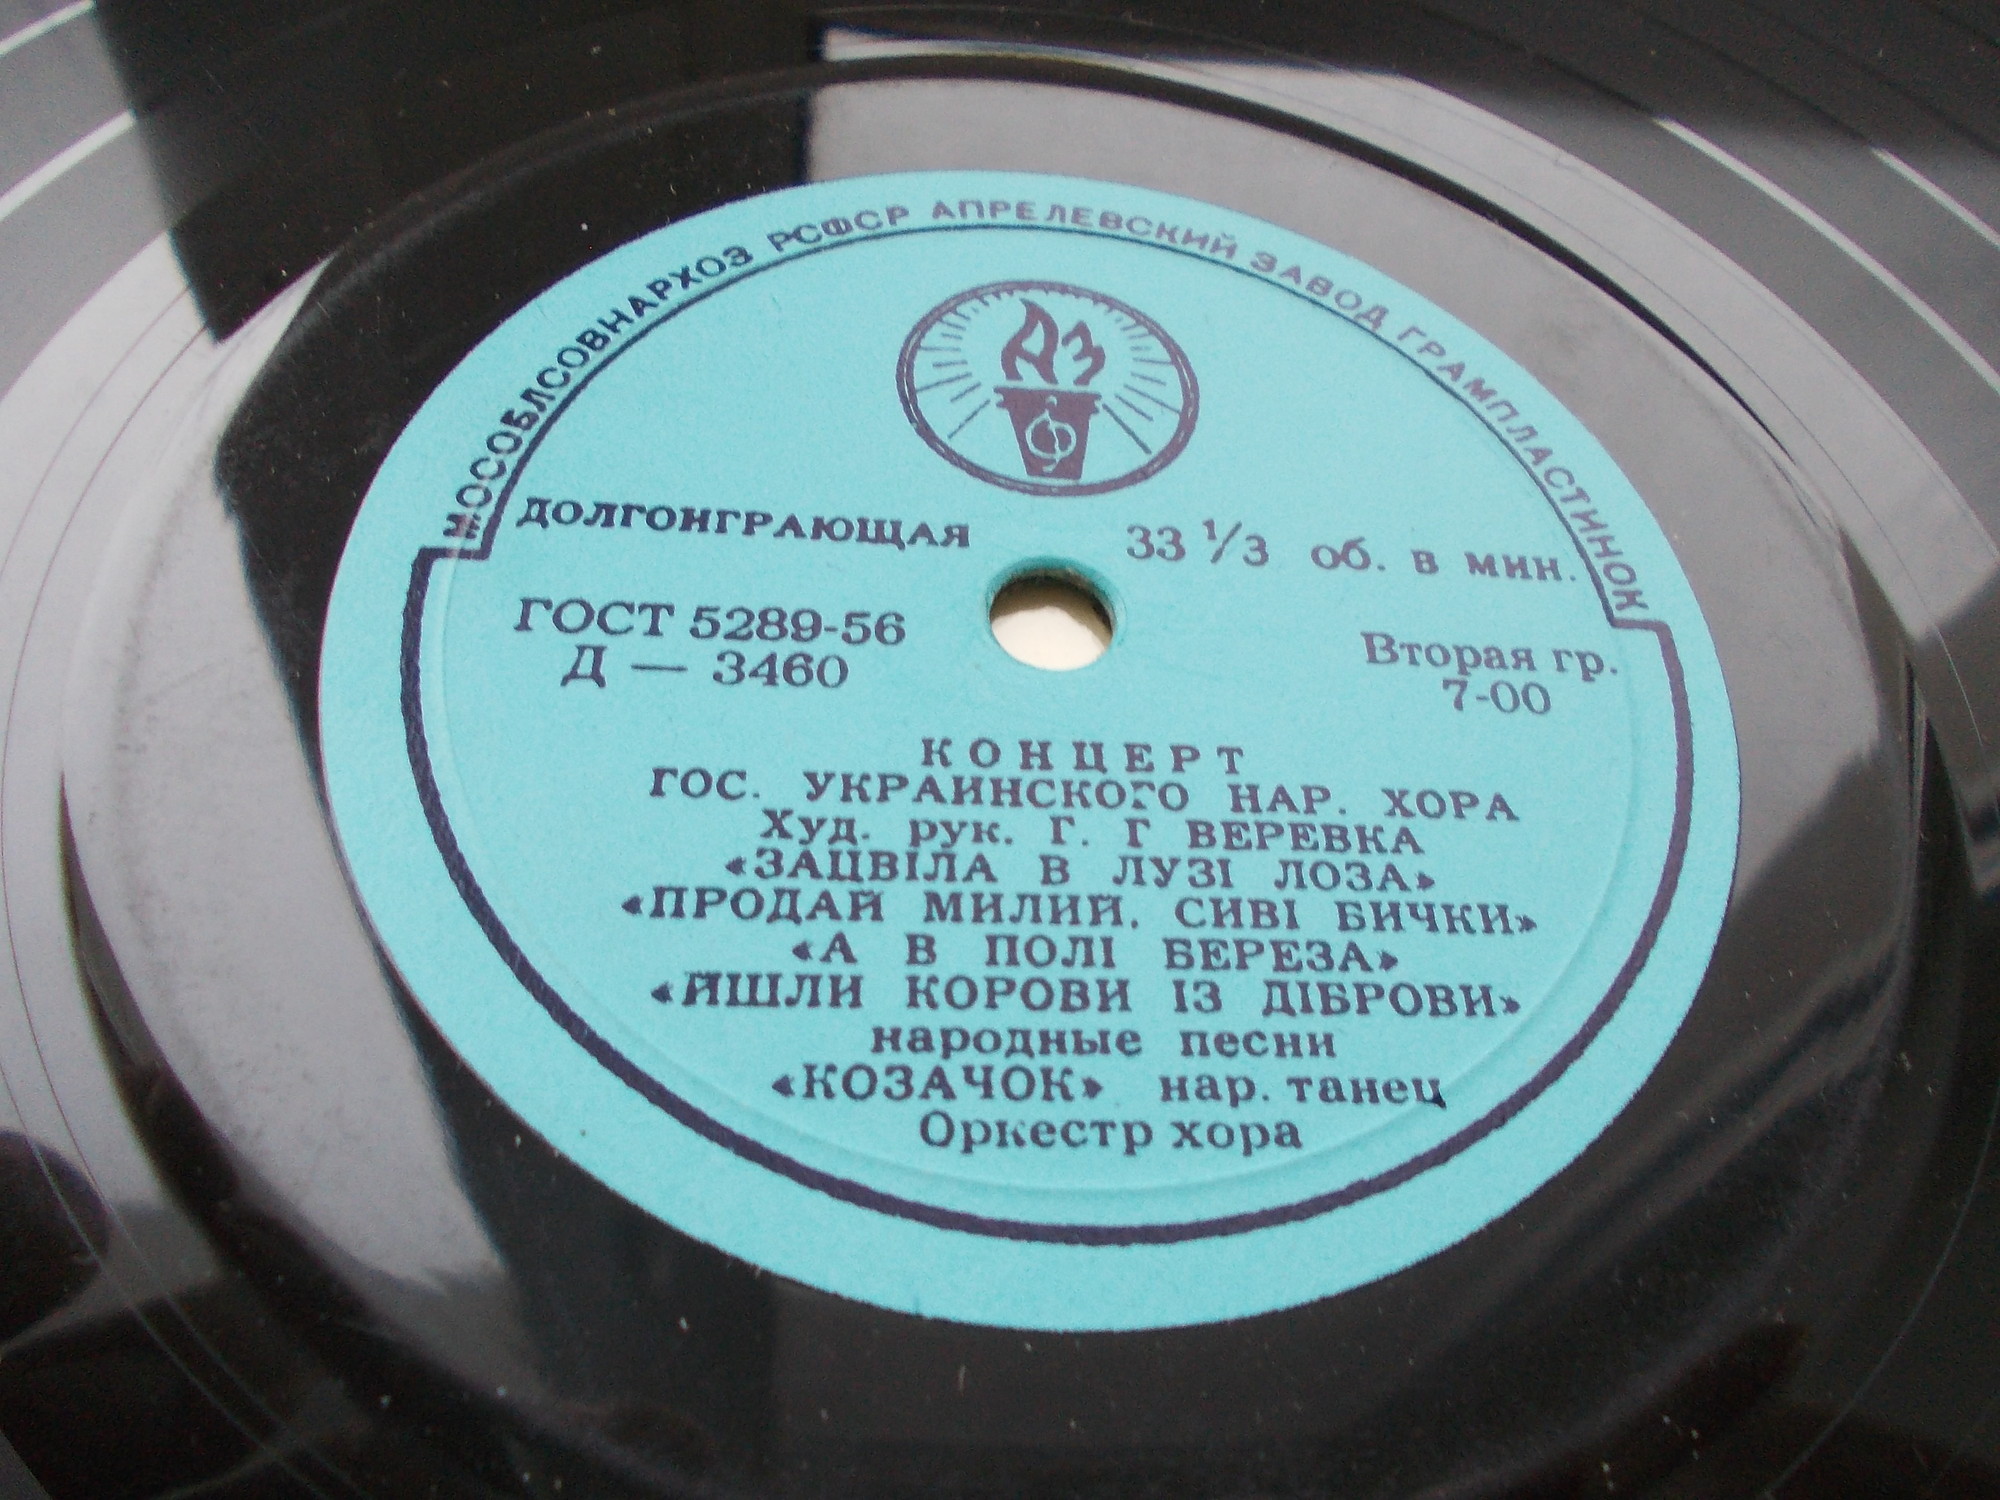 МОСОБЛСОВНАРХОЗ РСФСР АПРЕЛЕВСКИЙ ЗАВОД ГРАМПЛАСТИНОК
АЗ
ДОЛГОИГРАЮЩАЯ 33 1/3 об. в мин.
ГОСТ 5289-56
Д — 3460
Вторая гр.
7-00
КОНЦЕРТ
ГОС. УКРАИНСКОГО НАР. ХОРА
Худ. рук. Г. Г ВЕРЕВКА
«ЗАЦВІЛА В ЛУЗІ ЛОЗА»
«ПРОДАЙ МИЛИЙ. СИВІ БИЧКИ»
«А В ПОЛІ БЕРЕЗА»
«ЙШЛИ КОРОВИ ІЗ ДІБРОВИ»
народные песни
«КОЗАЧОК» нар. танец
Оркестр хора